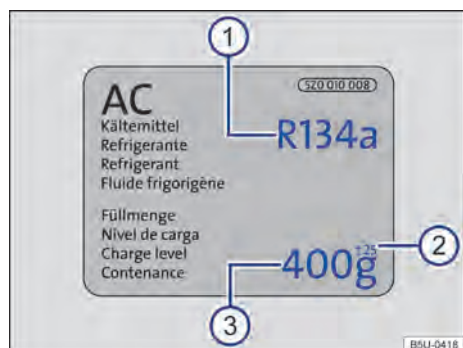 1
5Z0 010 008
AC
Kältemittel
Refrigerante
Refrigerant
Fluide frigorigène
R134a
Füllmenge
Nivel de carga
Charge level
Contenance
400g ±25
2
3
B5U-0418